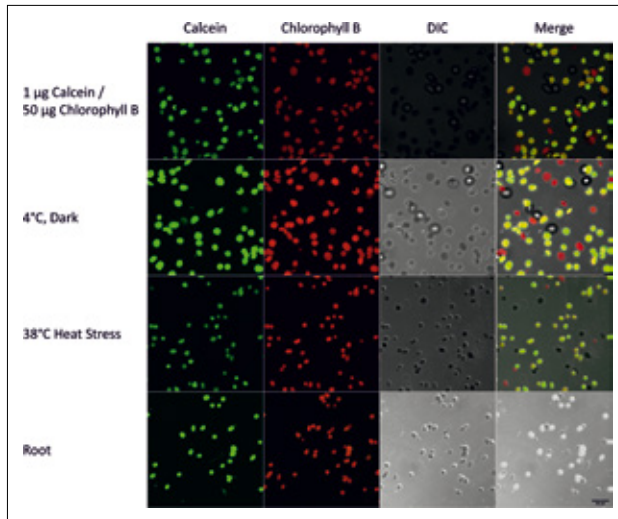 Calcein Chlorophyll B DIC Merge
1 µg Calcein /
50 µg Chlorophyll B
4°C, Dark
38°C Heat Stress
Root